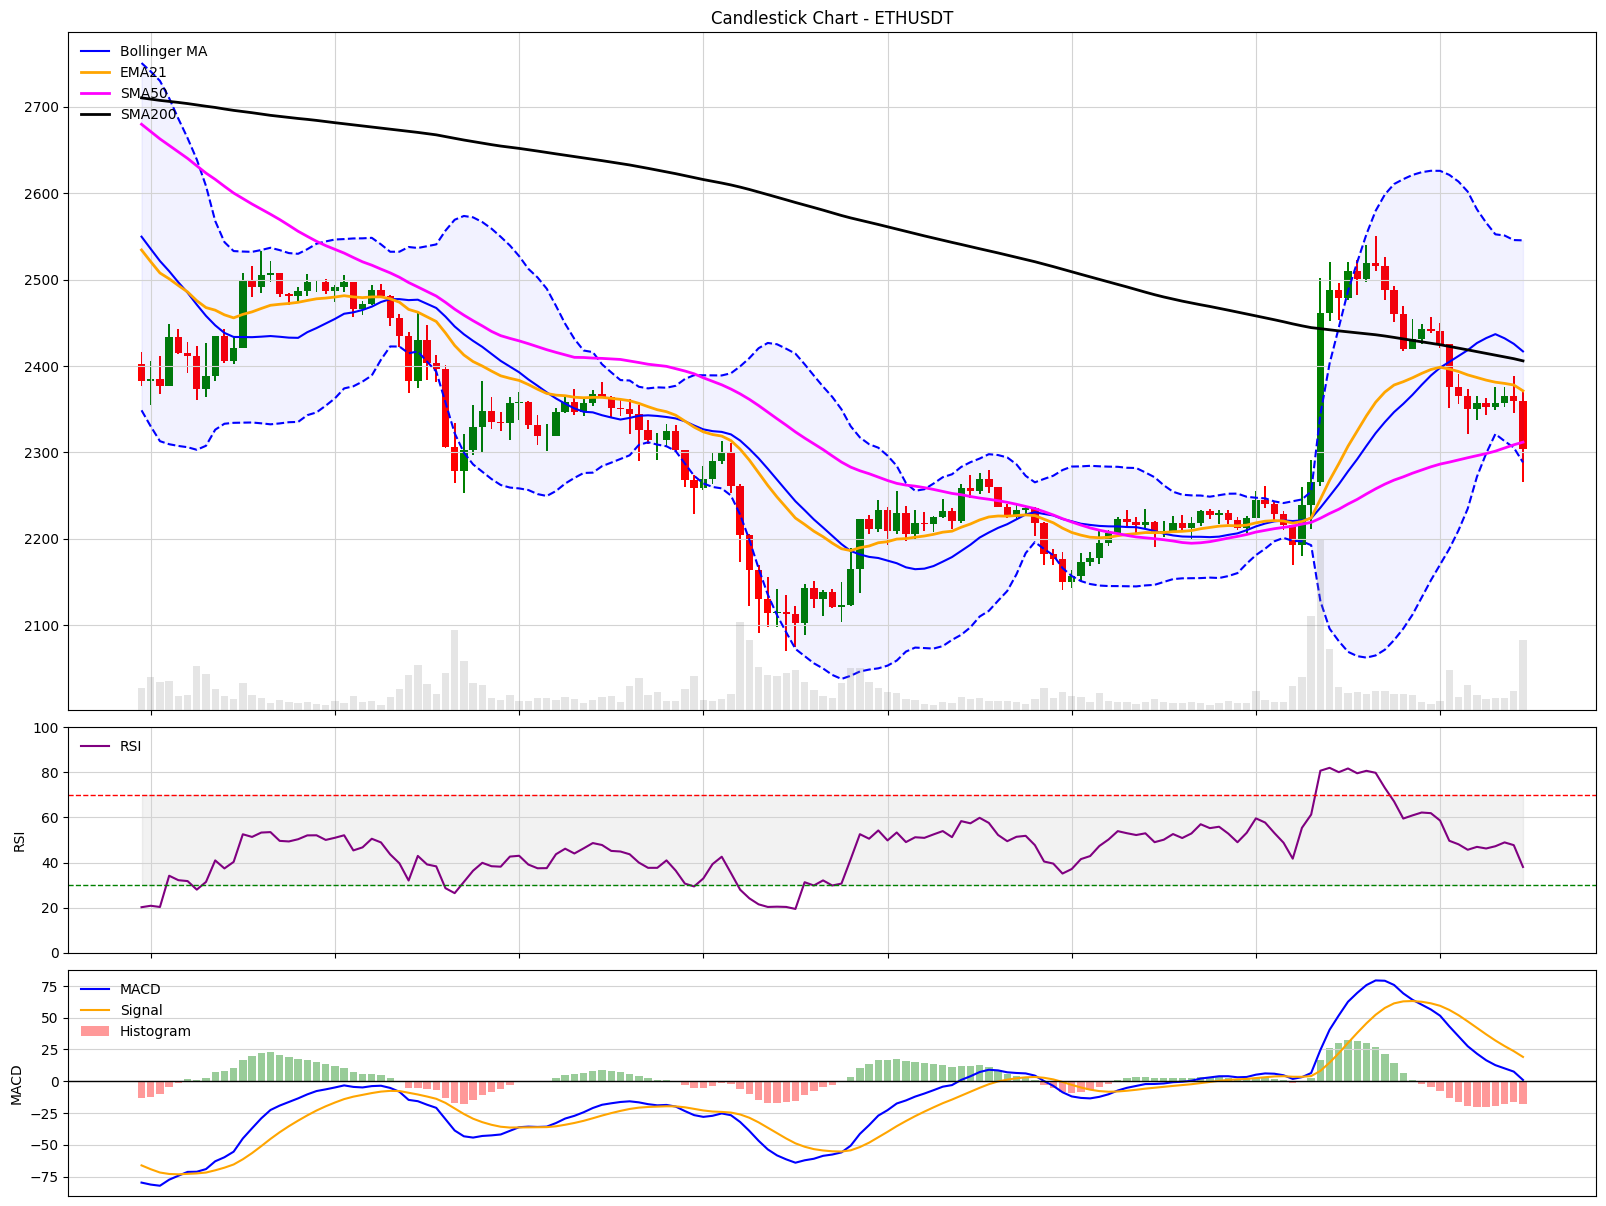 Candlestick Chart - ETHUSDT
Bollinger MA
EMA21
SMA50
SMA200
2700
2600
2500
2400
2300
2200
2100
RSI
100
80
60
40
20
0
RSI
MACD
Signal
Histogram
75
50
25
0
−25
−50
−75
MACD